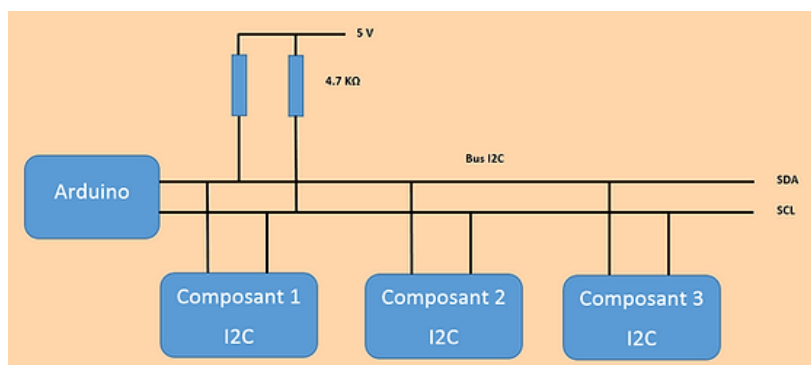 5 V
4.7 KΩ
Bus I2C
Arduino
SDA
SCL
Composant 1
I2C
Composant 2
I2C
Composant 3
I2C